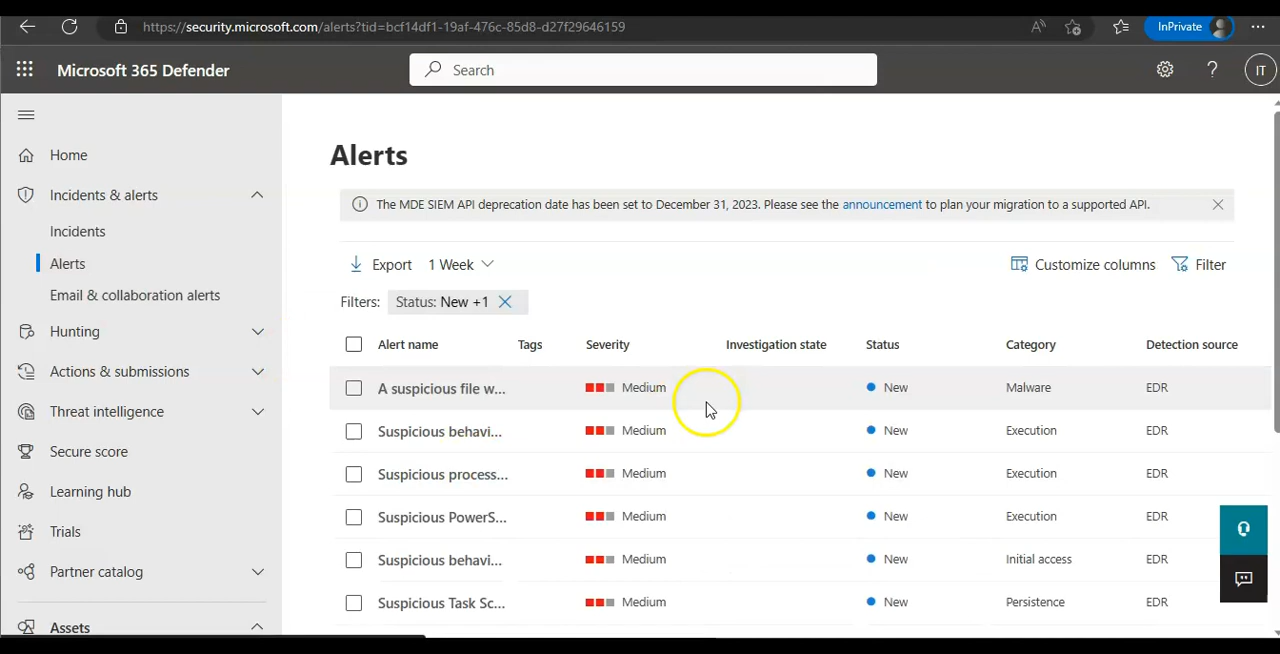 https://security.microsoft.com/alerts?tid=bcf14df1-19af-476c-85d8-d27f29646159
A
InPrivate
Microsoft 365 Defender
Search
?
IT
Home
Incidents & alerts
Incidents
Alerts
Email & collaboration alerts
Hunting
Actions & submissions
Threat intelligence
Secure score
Learning hub
Trials
Partner catalog
Assets
Alerts
The MDE SIEM API deprecation date has been set to December 31, 2023. Please see the announcement to plan your migration to a supported API.
Export 1 Week
Customize columns Filter
Filters: Status: New +1
Alert name Tags Severity Investigation state Status Category Detection source
A suspicious file w... Medium New Malware EDR
Suspicious behavi... Medium New Execution EDR
Suspicious process... Medium New Execution EDR
Suspicious PowerS... Medium New Execution EDR
Suspicious behavi... Medium New Initial access EDR
Suspicious Task Sc... Medium New Persistence EDR